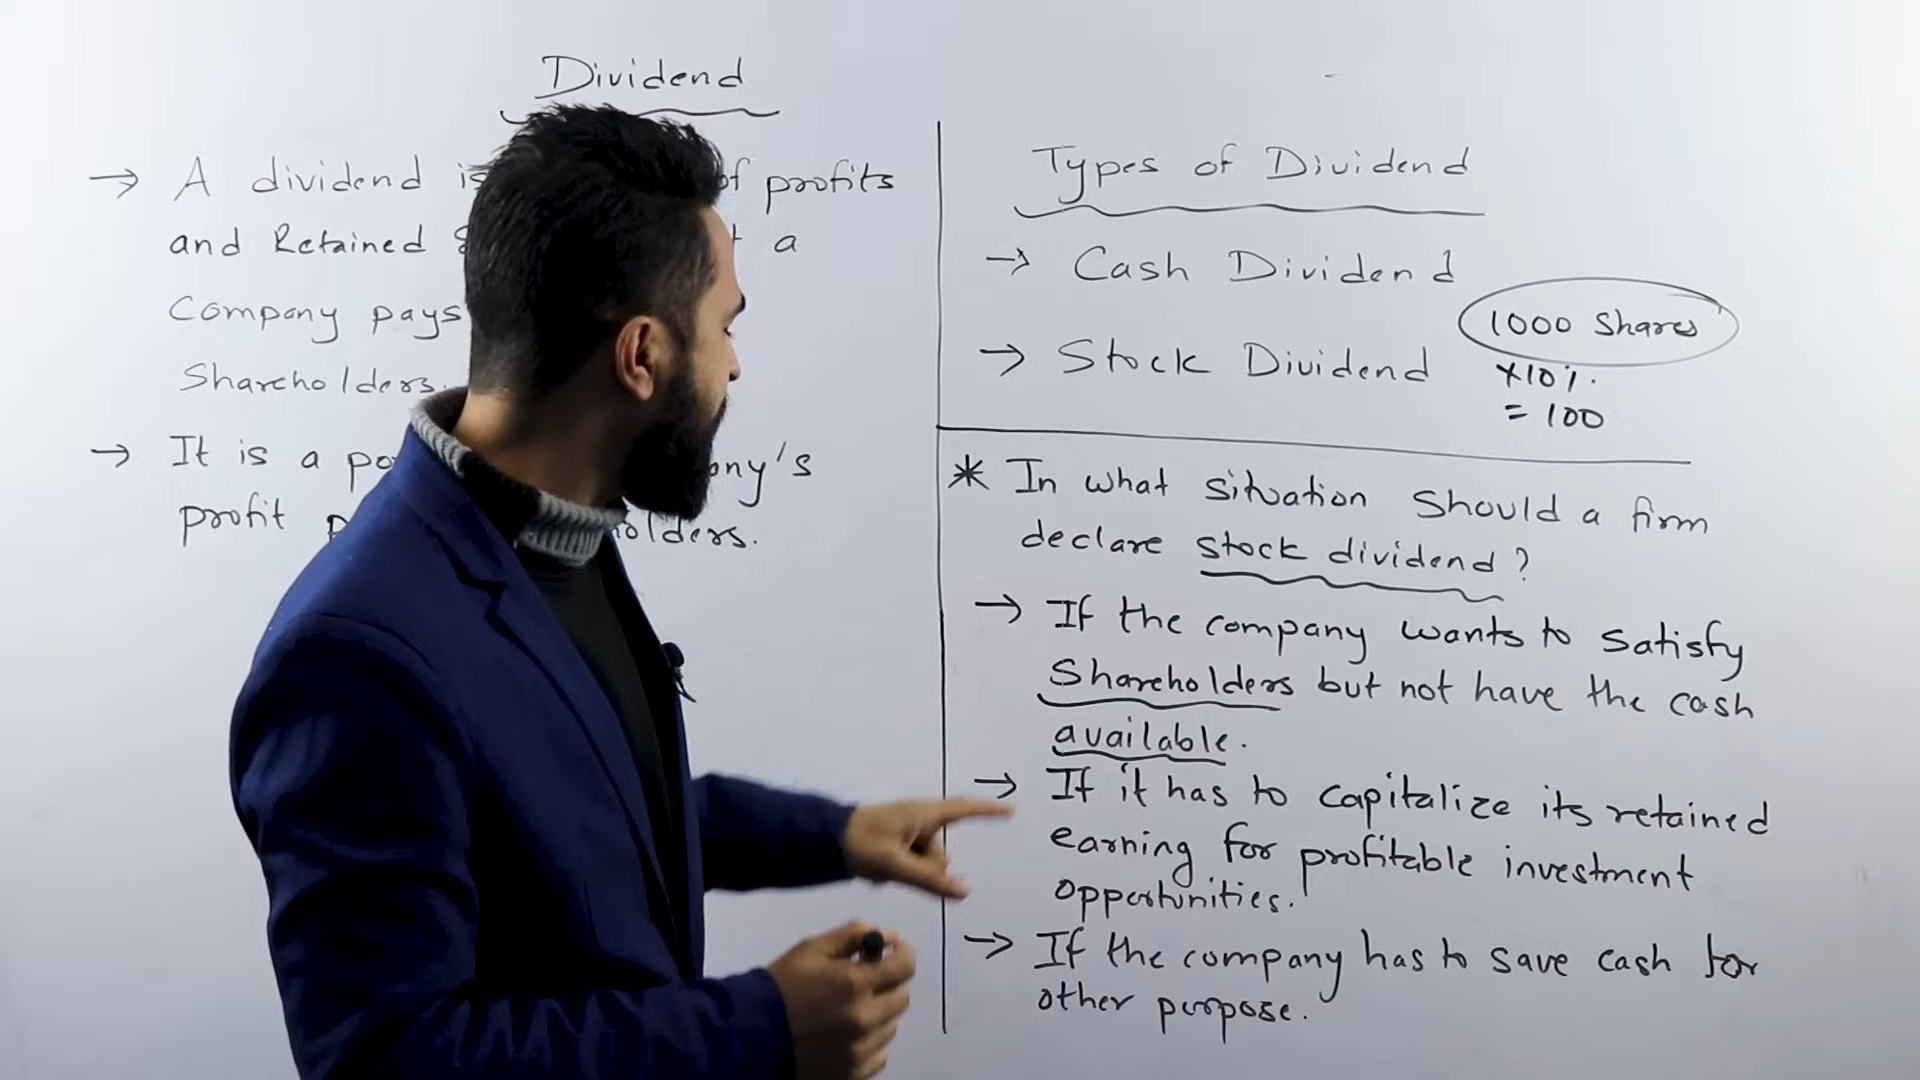 Dividend
→ A dividend is of profits
and Retained a
Company pays
Shareholders.
→ It is a
profit
Types of Dividend
→ Cash Dividend
→ Stock Dividend
1000 Shares
×10%.
= 100
* In what situation should a firm
declare stock dividend?
→ If the company wants to satisfy
Shareholders but not have the cash
available.
→ If it has to capitalize its retained
earning for profitable investment
opportunities.
→ If the company has to save cash for
other purpose.